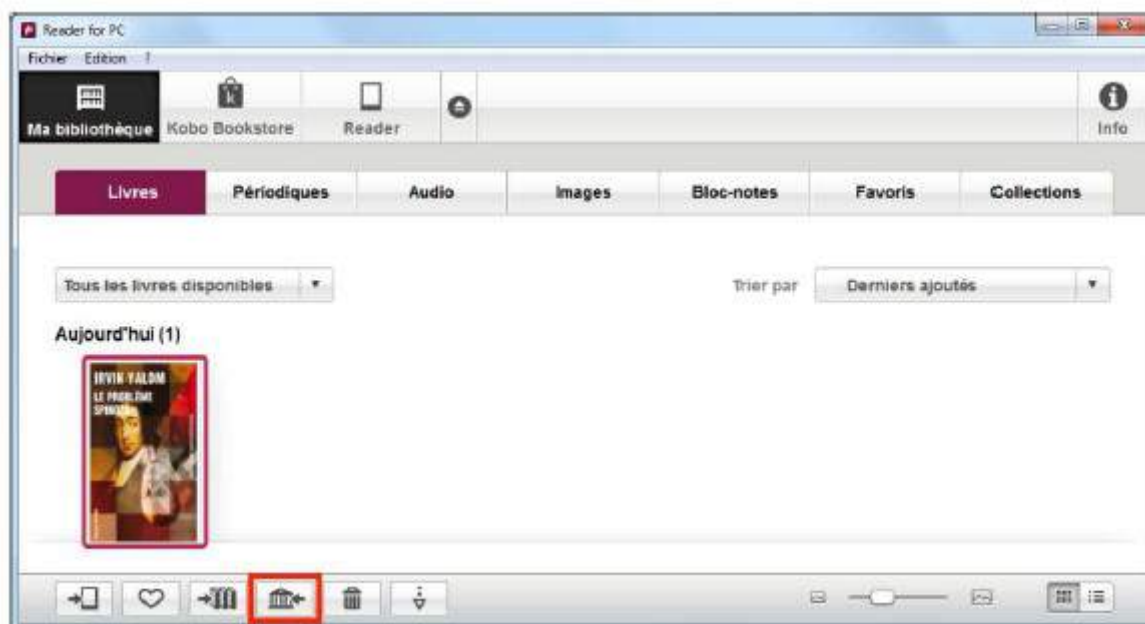 Reader for PC
Fichier Edition ?
Ma bibliothèque Kobo Bookstore Reader Info
Livres Périodiques Audio Images Bloc-notes Favoris Collections
Tous les livres disponibles Trier par Derniers ajoutés
Aujourd'hui (1)
IRVIN YALOM
LE PROBLÈME
SPINOZA